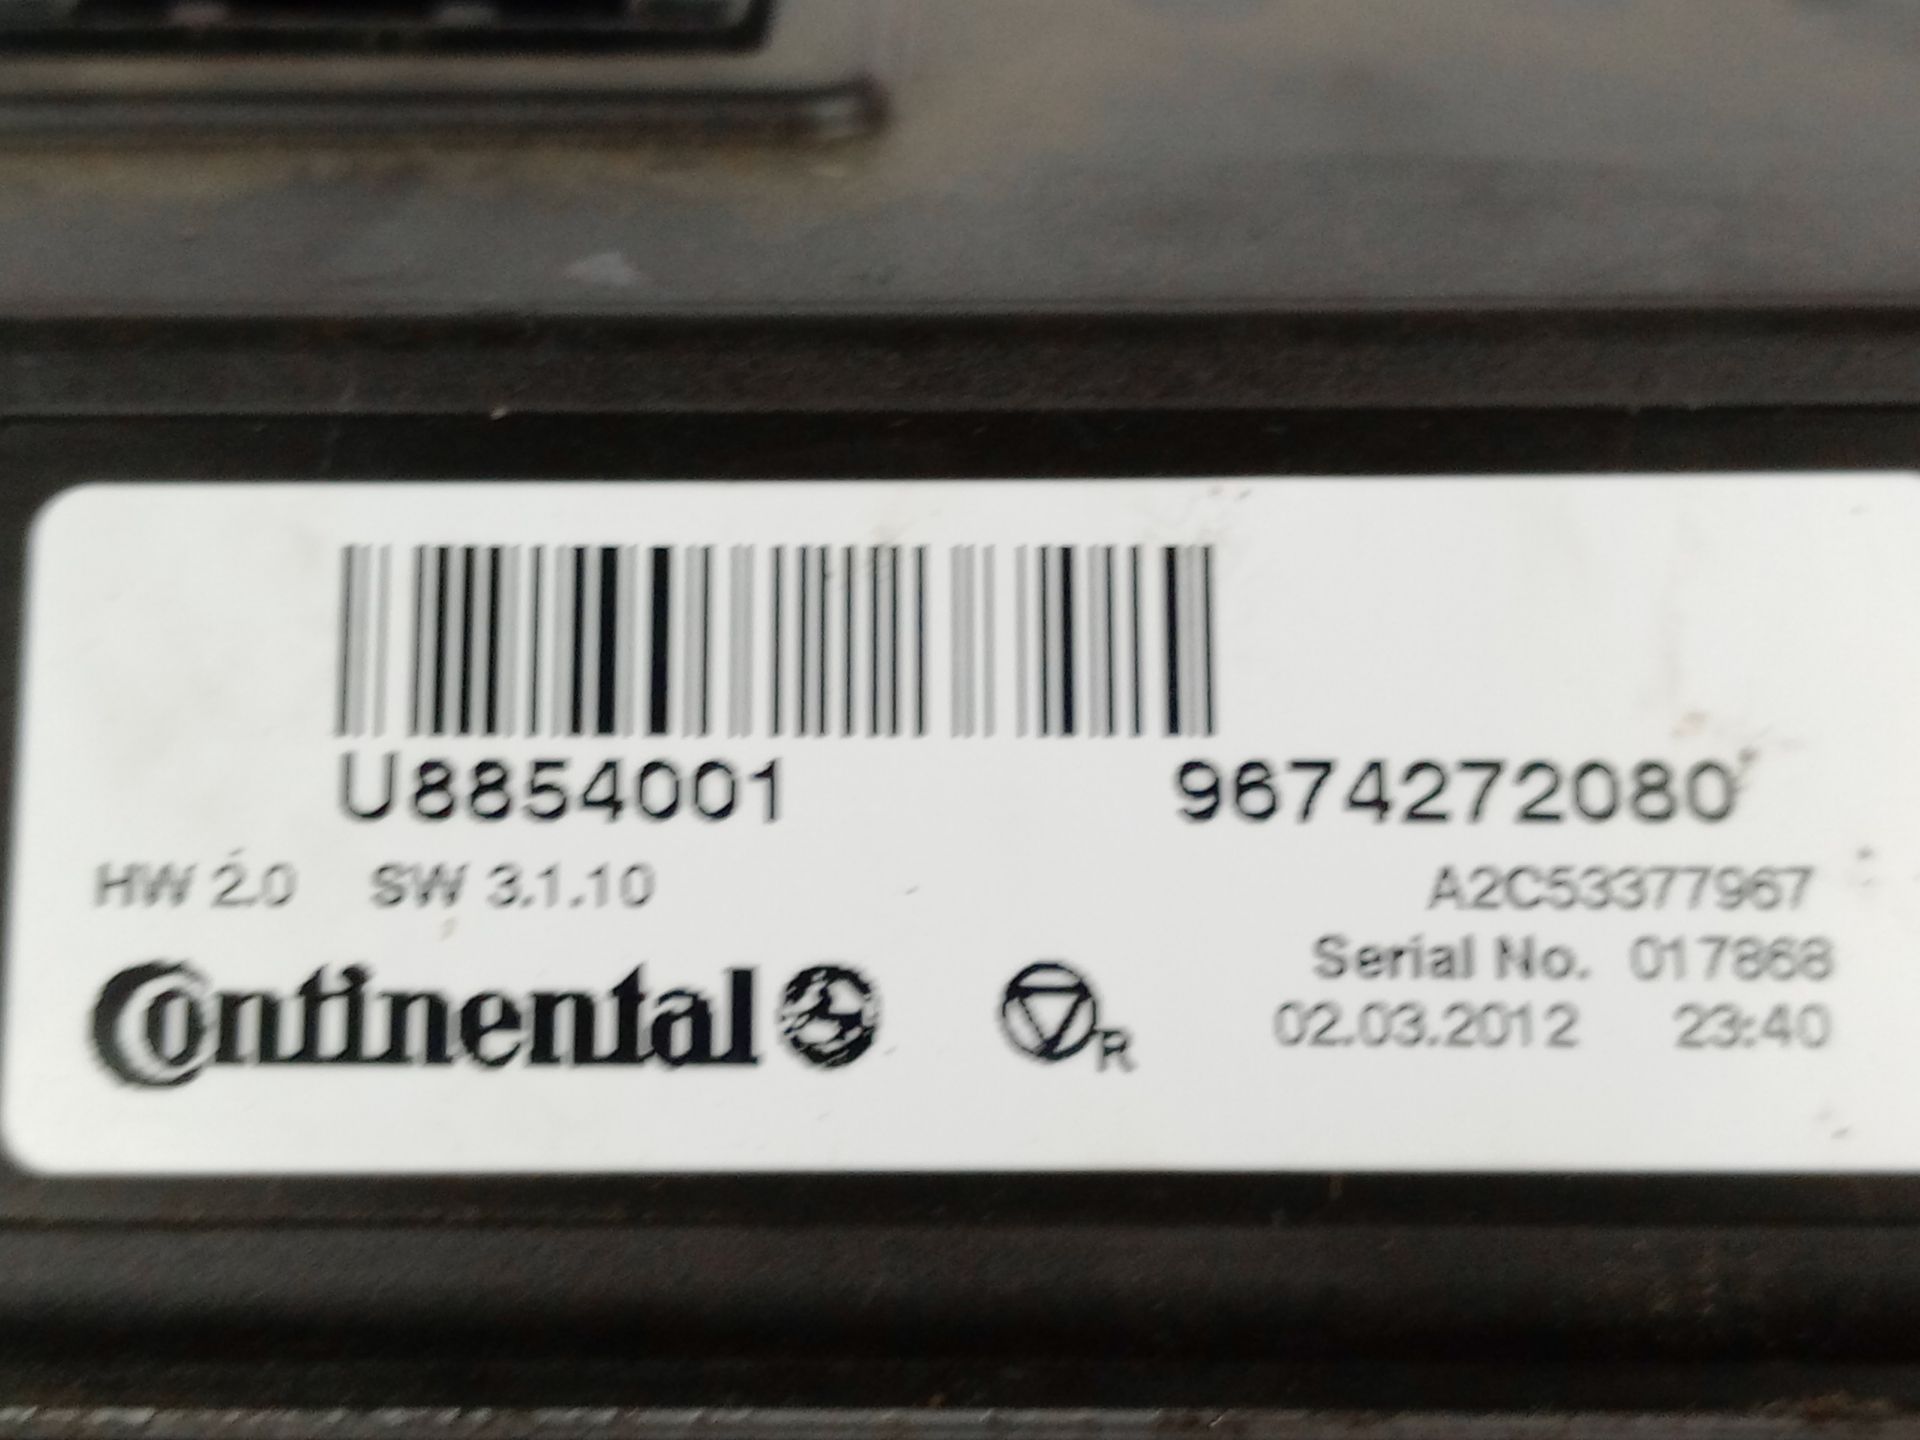 U8854001 9674272080
HW 2.0 SW 3.1.10 A2C53377967
Serial No. 017868
Continental R 02.03.2012 23:40